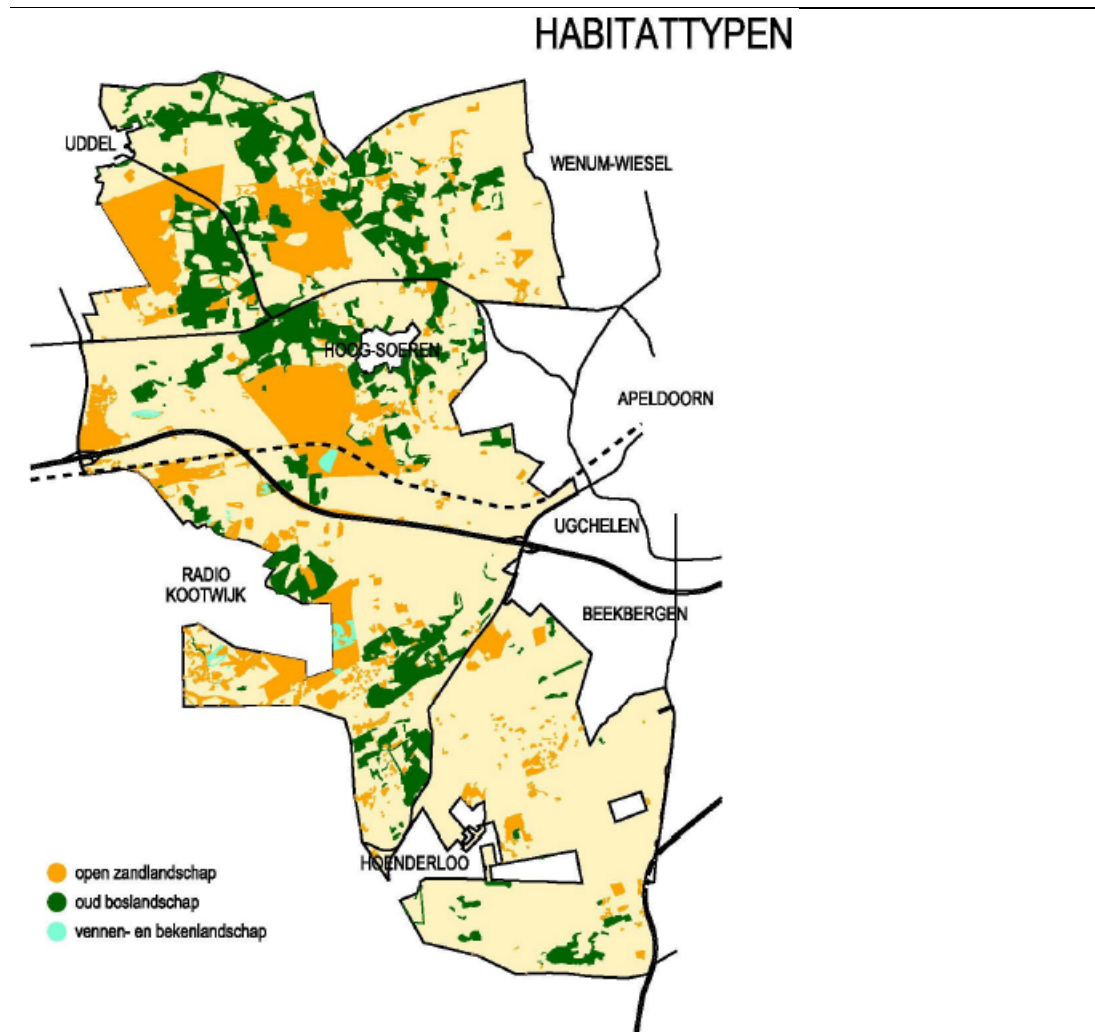 HABITATTYPEN
UDDEL
WENUM-WIESEL
HOOG-SOEREN
APELDOORN
UGCHELEN
RADIO
KOOTWIJK
BEEKBERGEN
HOENDERLOO
open zandlandschap
oud boslandschap
vennen- en bekenlandschap